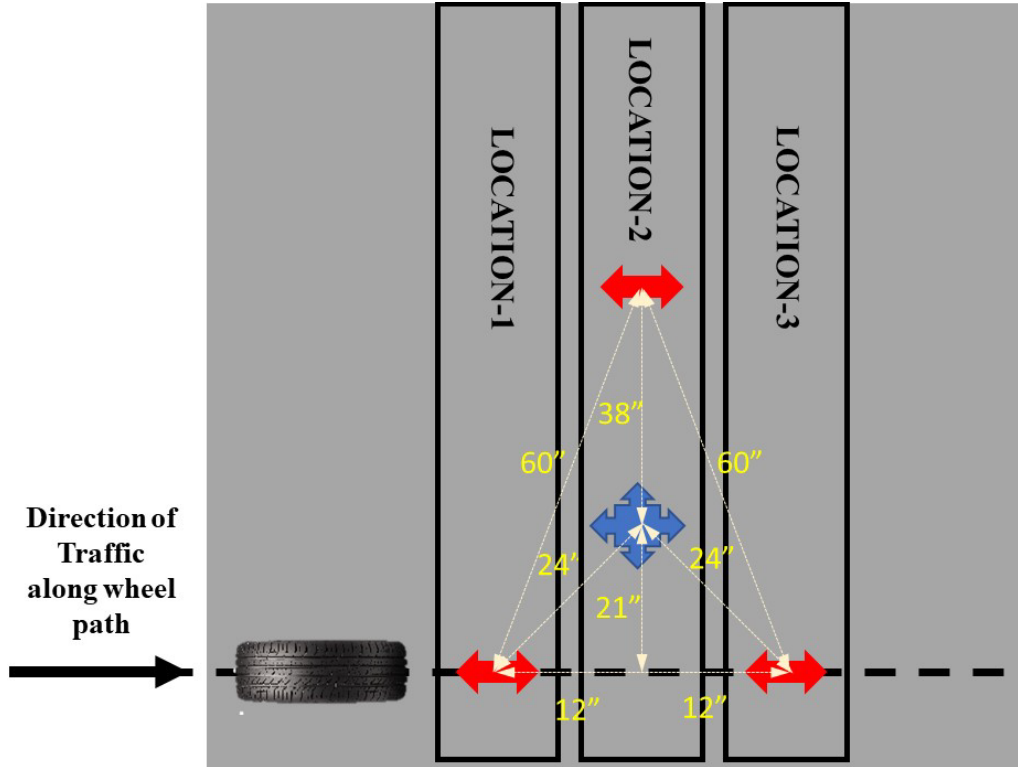 LOCATION-1
LOCATION-2
LOCATION-3
38”
60”
60”
24”
24”
21”
12”
12”
Direction of
Traffic
along wheel
path